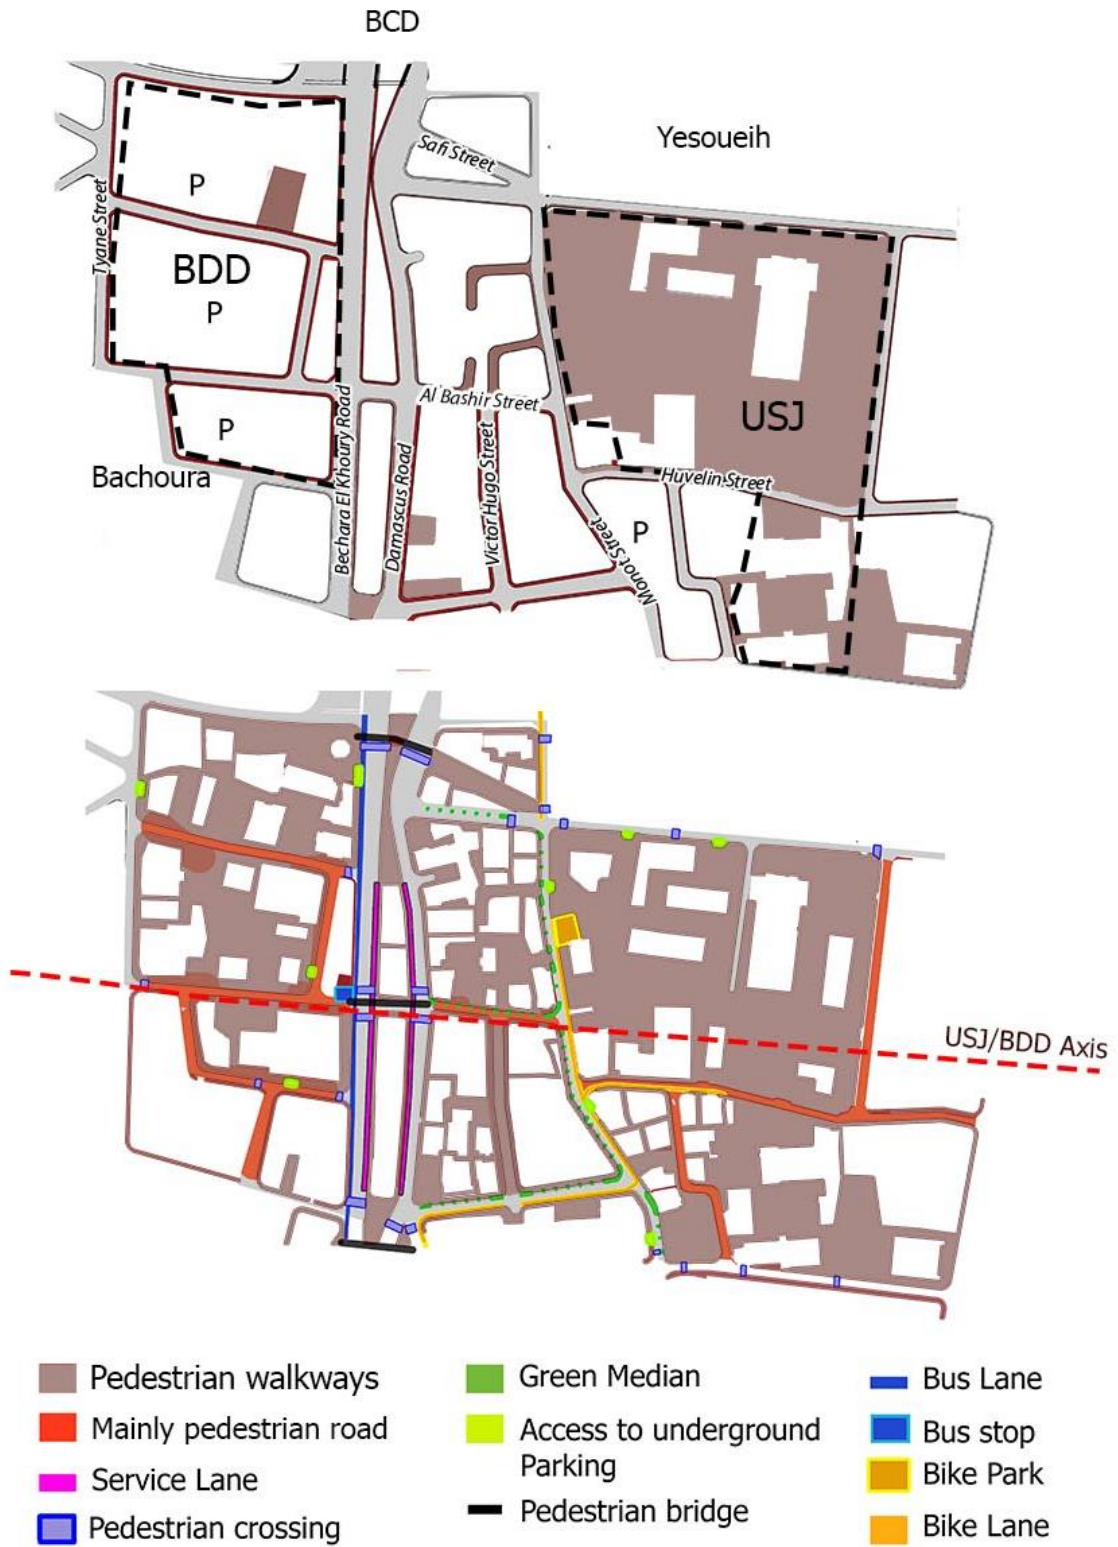 BCD
Safi Street
Yesoueih
P
Tyane Street
BDD
P
Al Bashir Street
USJ
P
Bachoura
Bechara El Khoury Road
Damascus Road
Victor Hugo Street
Huvelin Street
P
Monot Street
USJ/BDD Axis
Pedestrian walkways
Mainly pedestrian road
Service Lane
Pedestrian crossing
Green Median
Access to underground
Parking
Pedestrian bridge
Bus Lane
Bus stop
Bike Park
Bike Lane